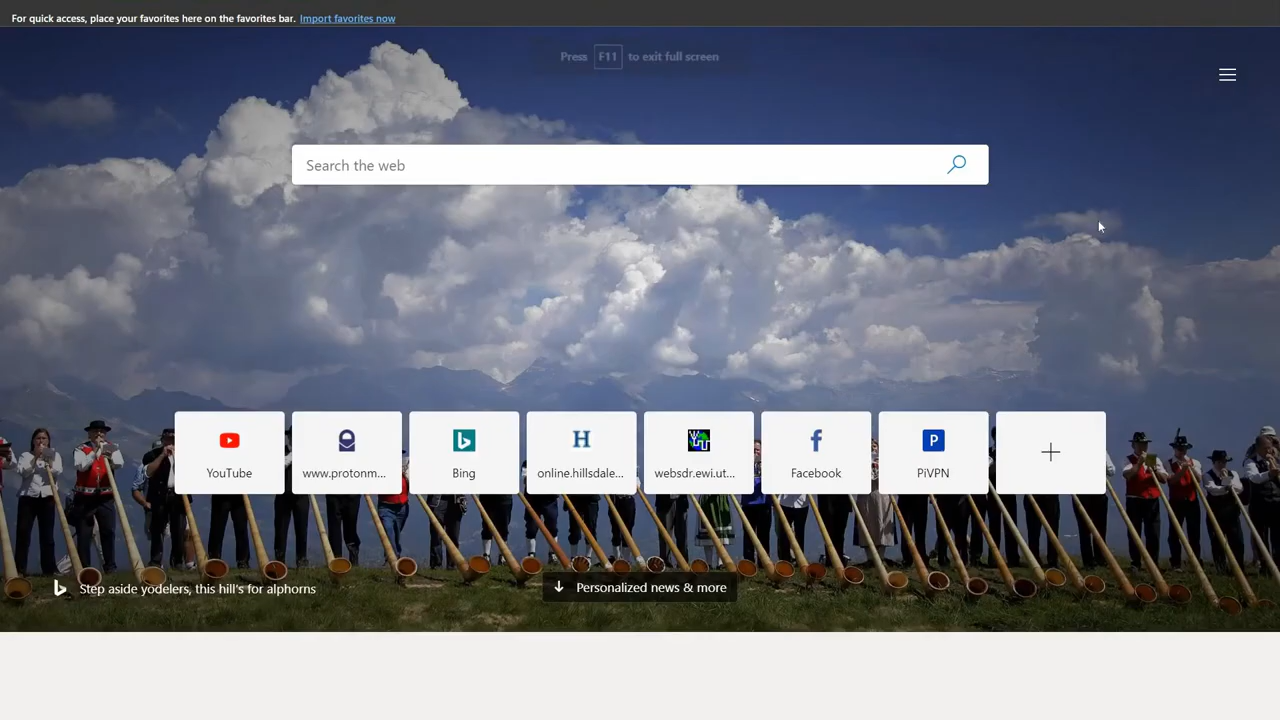 For quick access, place your favorites here on the favorites bar. Import favorites now
Press F11 to exit full screen
Search the web
YouTube
www.protonm...
Bing
H
online.hillsdale...
websdr.ewi.ut...
Facebook
P
PiVPN
Step aside yodelers, this hill's for alphorns
Personalized news & more